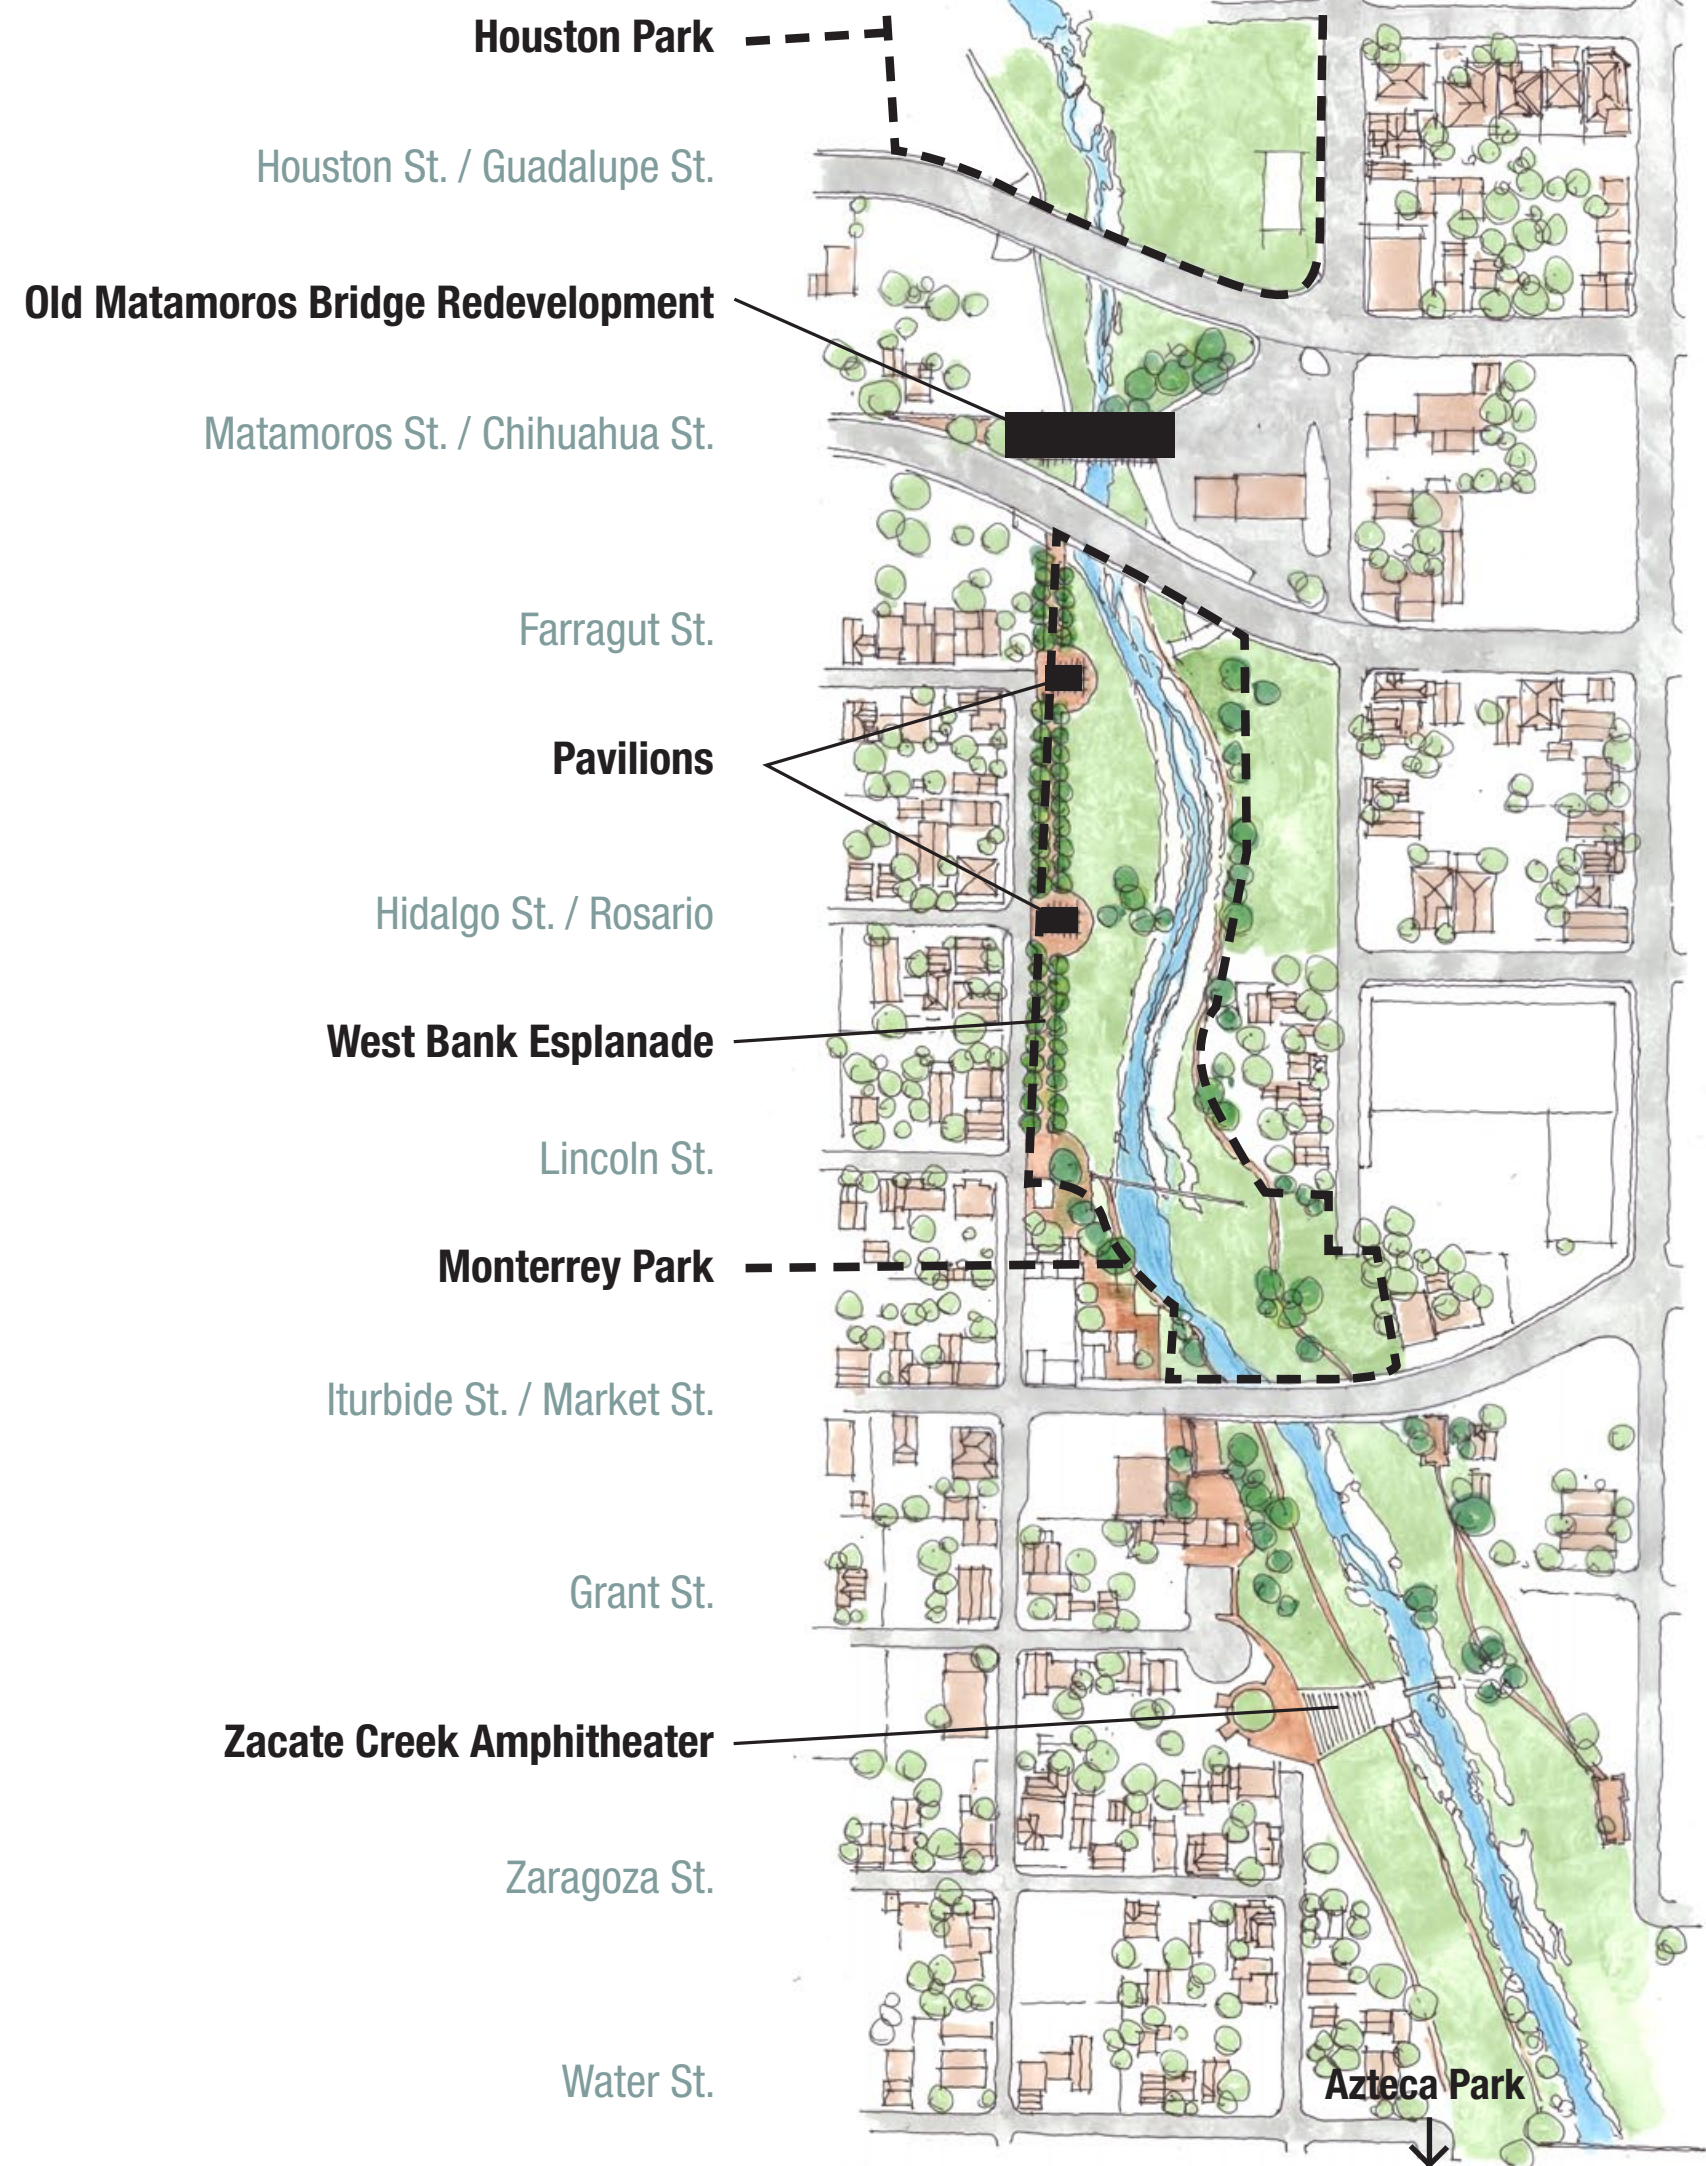 Houston Park
Houston St. / Guadalupe St.
Old Matamoros Bridge Redevelopment
Matamoros St. / Chihuahua St.
Farragut St.
Pavilions
Hidalgo St. / Rosario
West Bank Esplanade
Lincoln St.
Monterrey Park
Iturbide St. / Market St.
Grant St.
Zacate Creek Amphitheater
Zaragoza St.
Water St.
Azteca Park